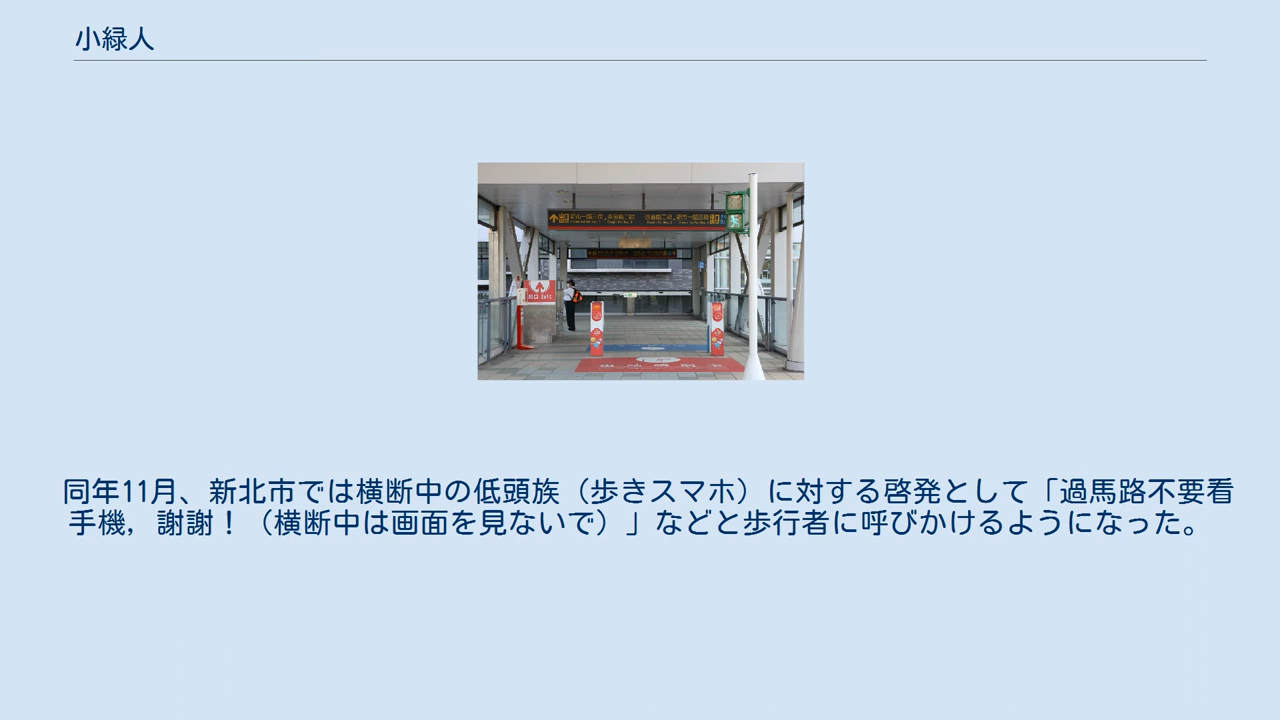 小緑人
同年11月、新北市では横断中の低頭族（歩きスマホ）に対する啓発として「過馬路不要看
手機，謝謝！（横断中は画面を見ないで）」などと歩行者に呼びかけるようになった。
出口 Exit